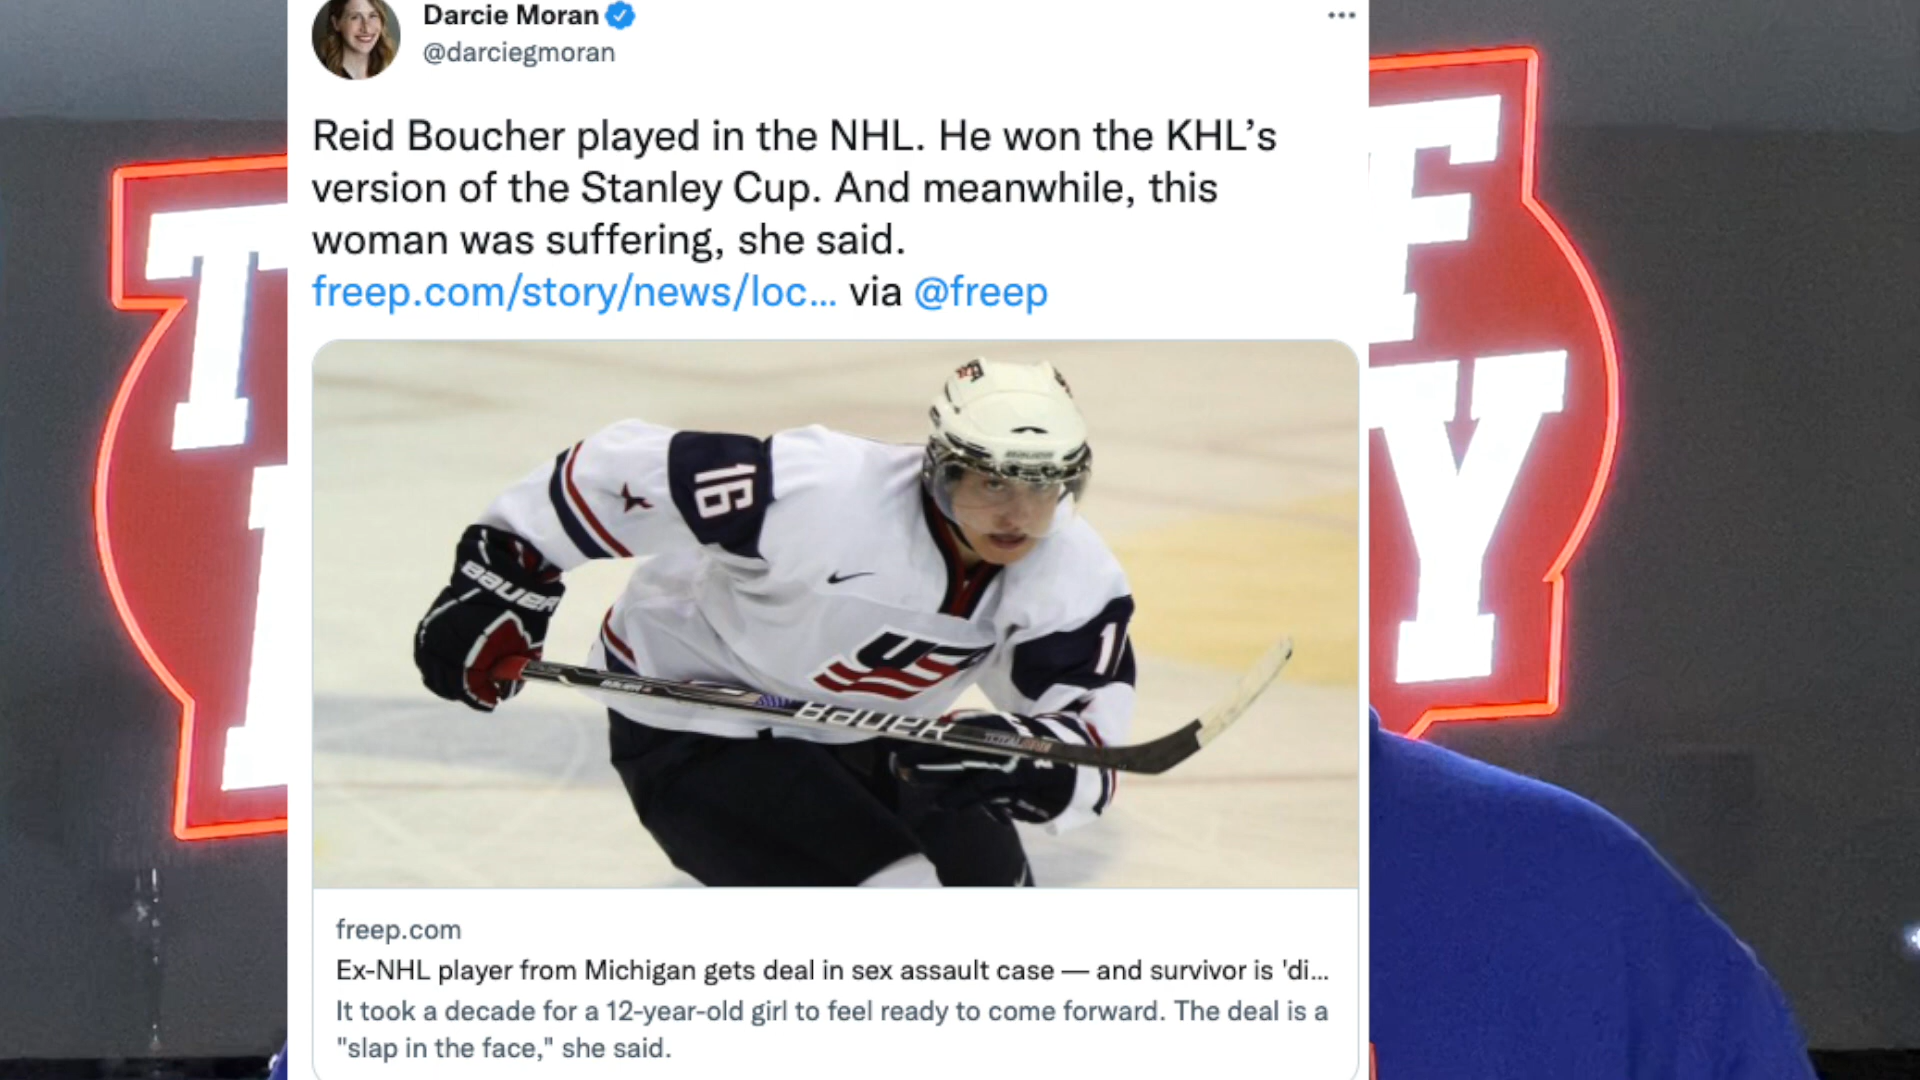 Darcie Moran
@darciegmoran
Reid Boucher played in the NHL. He won the KHL’s
version of the Stanley Cup. And meanwhile, this
woman was suffering, she said.
freep.com/story/news/loc... via @freep
16
BAUER
BAUER
BAUER
freep.com
Ex-NHL player from Michigan gets deal in sex assault case — and survivor is 'di...
It took a decade for a 12-year-old girl to feel ready to come forward. The deal is a
"slap in the face," she said.
T
F
Y